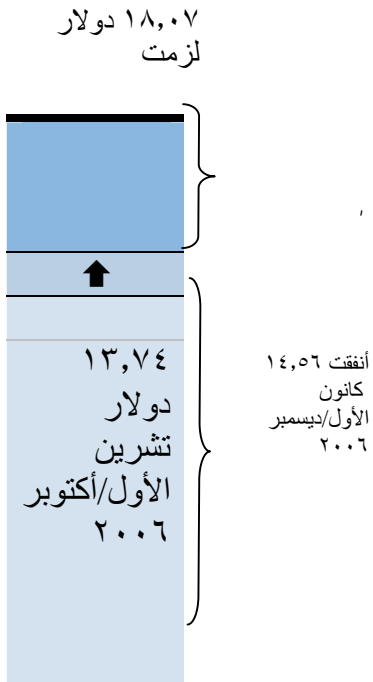 ١٨,٠٧ دولار
لزمت
١٣,٧٤
دولار
تشرين
الأول/أكتوبر
٢٠٠٦
أنفقت ١٤,٥٦
كانون
الأول/ديسمبر
٢٠٠٦